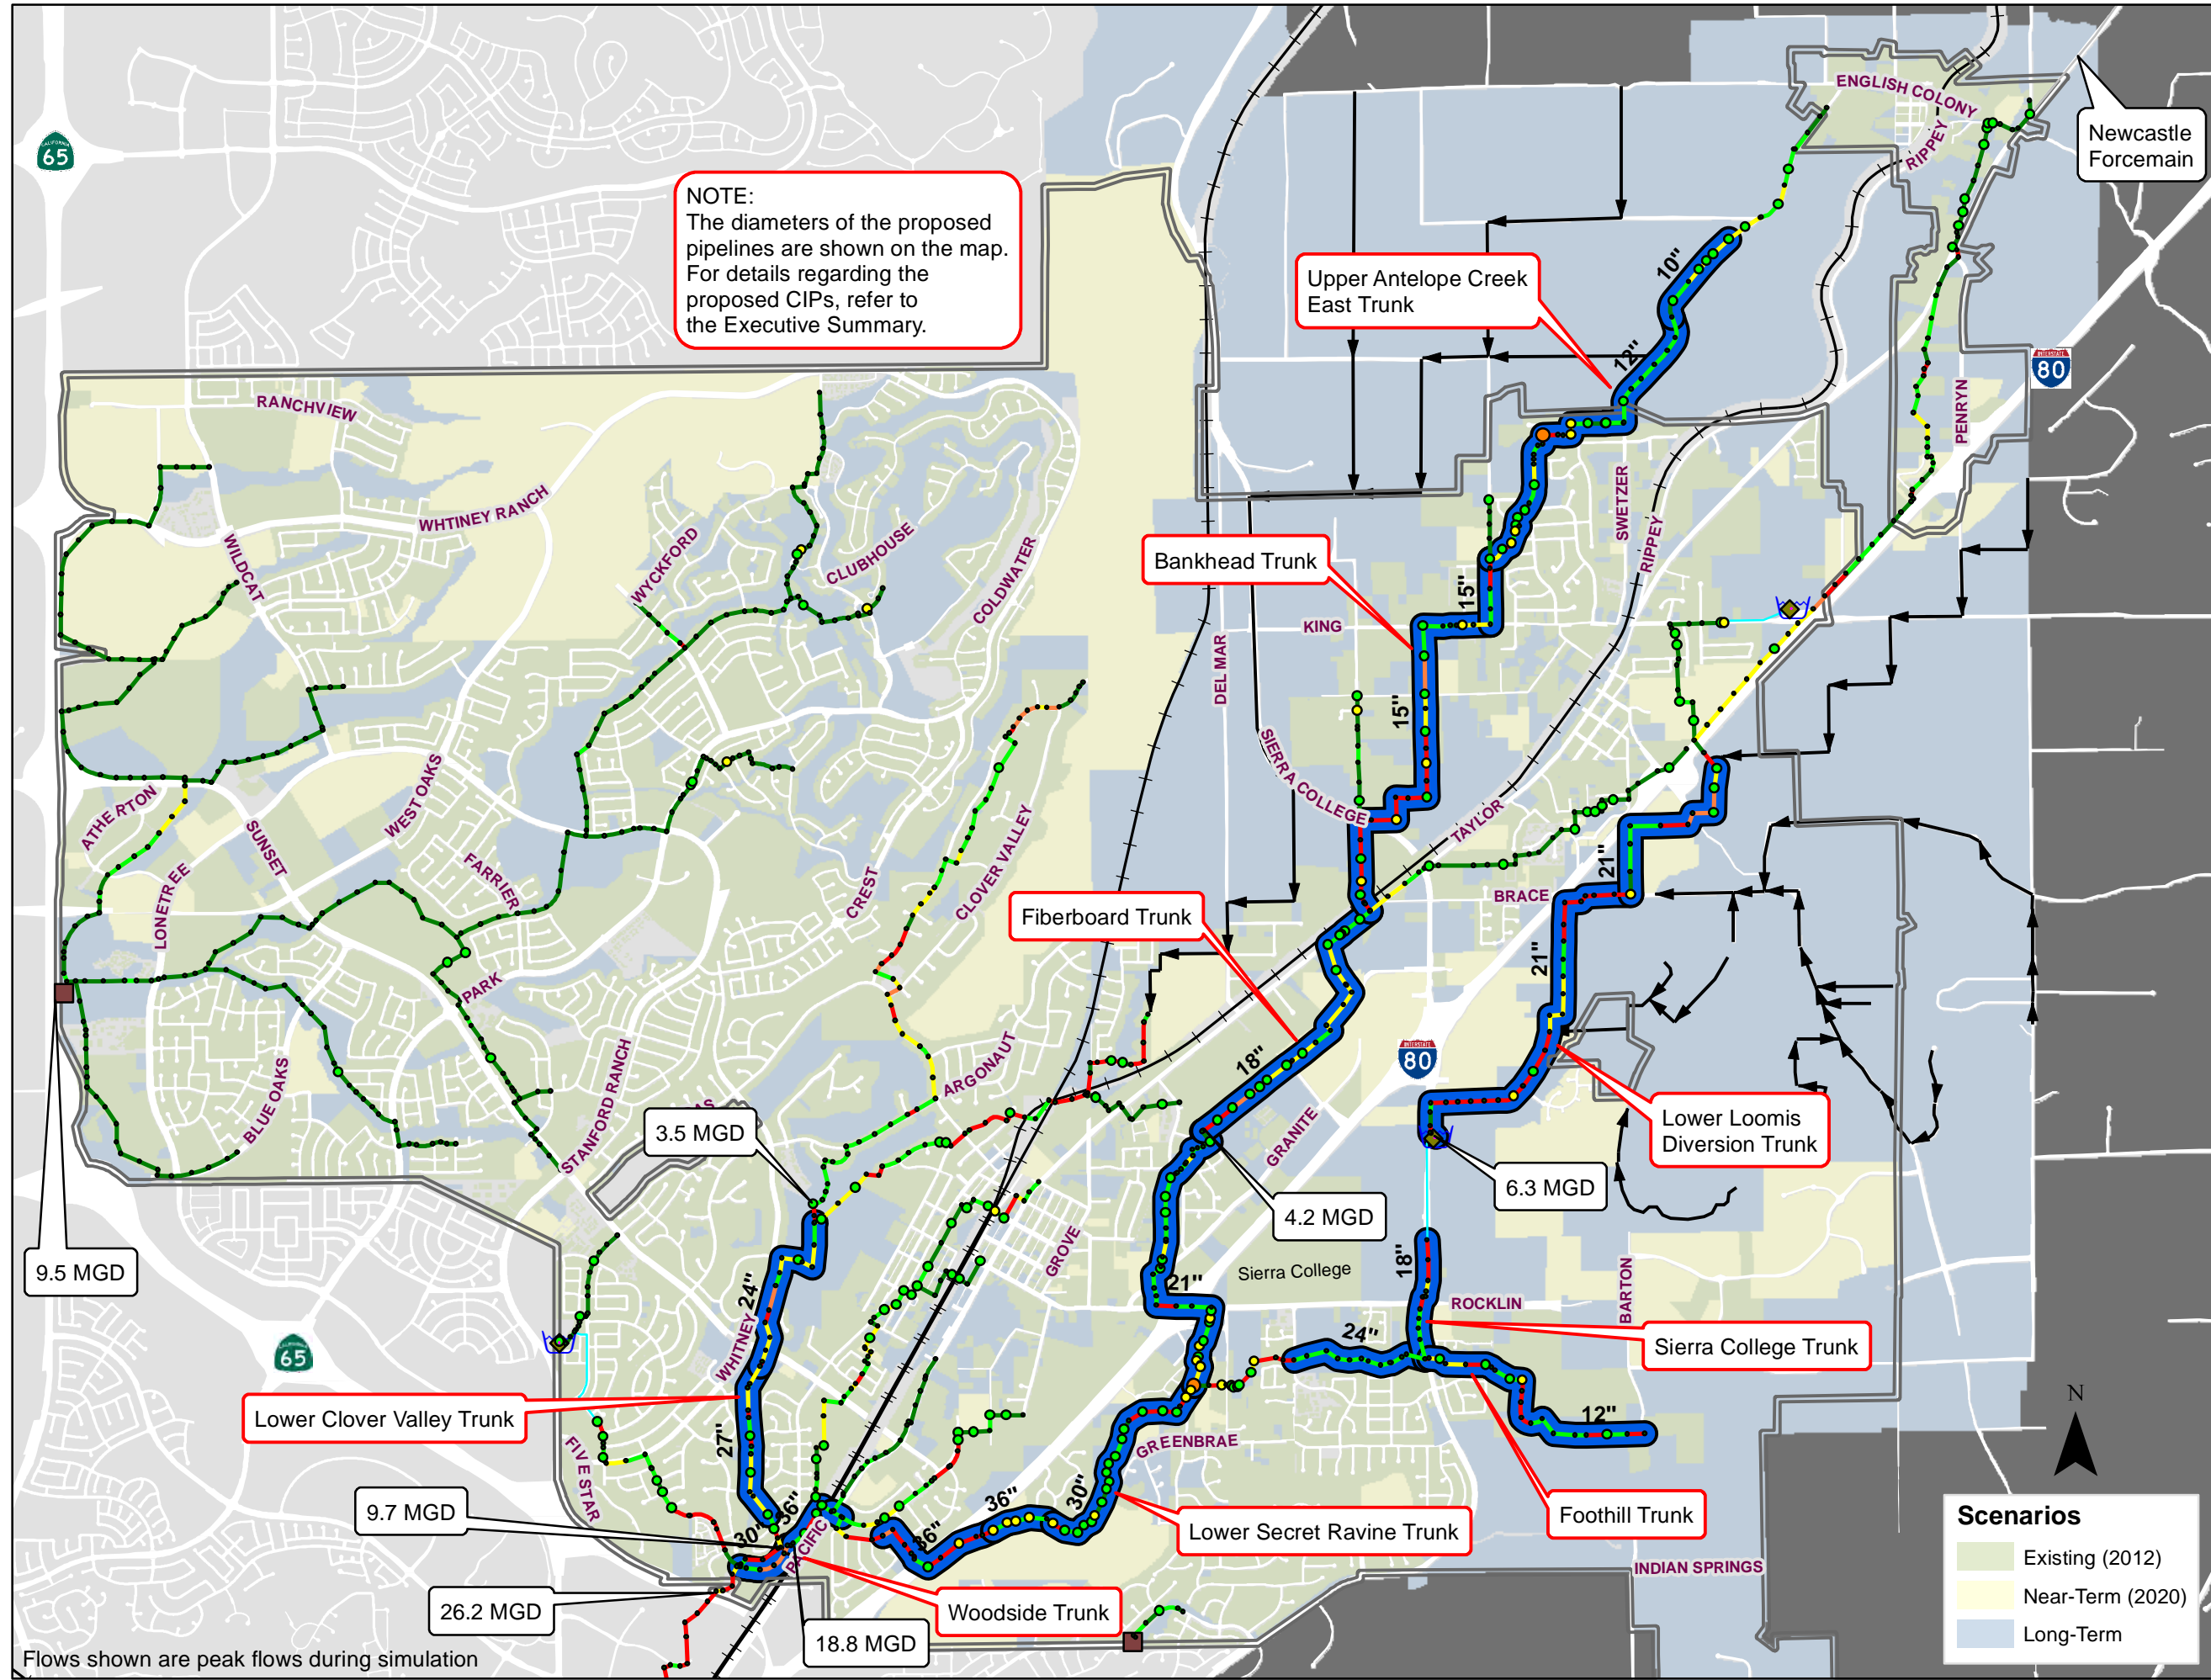 ENGLISH COLONY
CALIFORNIA
65
RIPPEY
Newcastle
Forcemain
NOTE:
The diameters of the proposed
pipelines are shown on the map.
For details regarding the
proposed CIPs, refer to
the Executive Summary.
10"
Upper Antelope Creek
East Trunk
12"
INTERSTATE
80
RANCHVIEW
PENRYN
SWETZER
WHTINEY RANCH
WILDCAT
WYCKFORD
CLUBHOUSE
COLDWATER
Bankhead Trunk
RIPPEY
15"
KING
DEL MAR
15"
SIERRA COLLEGE
ATHERTON
SUNSET
WEST OAKS
FARRIER
CREST
CLOVER VALLEY
TAYLOR
21"
LONETREE
Fiberboard Trunk
BRACE
21"
PARK
ARGONAUT
18"
INTERSTATE
80
BLUE OAKS
STANFORD RANCH
3.5 MGD
AS
GRANITE
Lower Loomis
Diversion Trunk
6.3 MGD
4.2 MGD
9.5 MGD
GROVE
21"
Sierra College
18"
ROCKLIN
BARTON
CALIFORNIA
65
WHITNEY
24"
24"
Sierra College Trunk
Lower Clover Valley Trunk
12"
27"
FIVE STAR
GREENBRAE
N
9.7 MGD
36"
36"
30"
30"
36"
PACIFIC
Lower Secret Ravine Trunk
Foothill Trunk
INDIAN SPRINGS
26.2 MGD
Woodside Trunk
18.8 MGD
Flows shown are peak flows during simulation
Scenarios
Existing (2012)
Near-Term (2020)
Long-Term